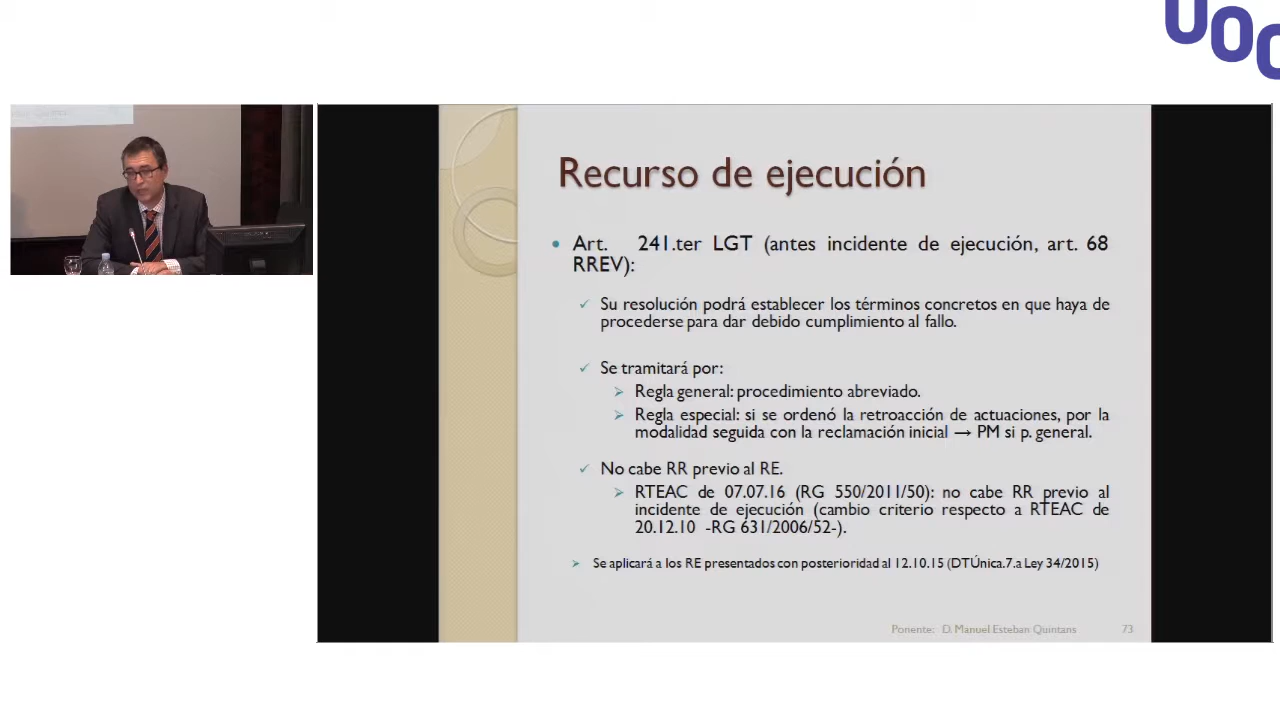 UOC
Recurso de ejecución
Art. 241.ter LGT (antes incidente de ejecución, art. 68
RREV):
Su resolución podrá establecer los términos concretos en que haya de
procederse para dar debido cumplimiento al fallo.
Se tramitará por:
Regla general: procedimiento abreviado.
Regla especial: si se ordenó la retroacción de actuaciones, por la
modalidad seguida con la reclamación inicial → PM si p. general.
No cabe RR previo al RE.
RTEAC de 07.07.16 (RG 550/2011/50): no cabe RR previo al
incidente de ejecución (cambio criterio respecto a RTEAC de
20.12.10 -RG 631/2006/52-).
Se aplicará a los RE presentados con posterioridad al 12.10.15 (DTÚnica.7.a Ley 34/2015)
Ponente: D. Manuel Esteban Quintans 73